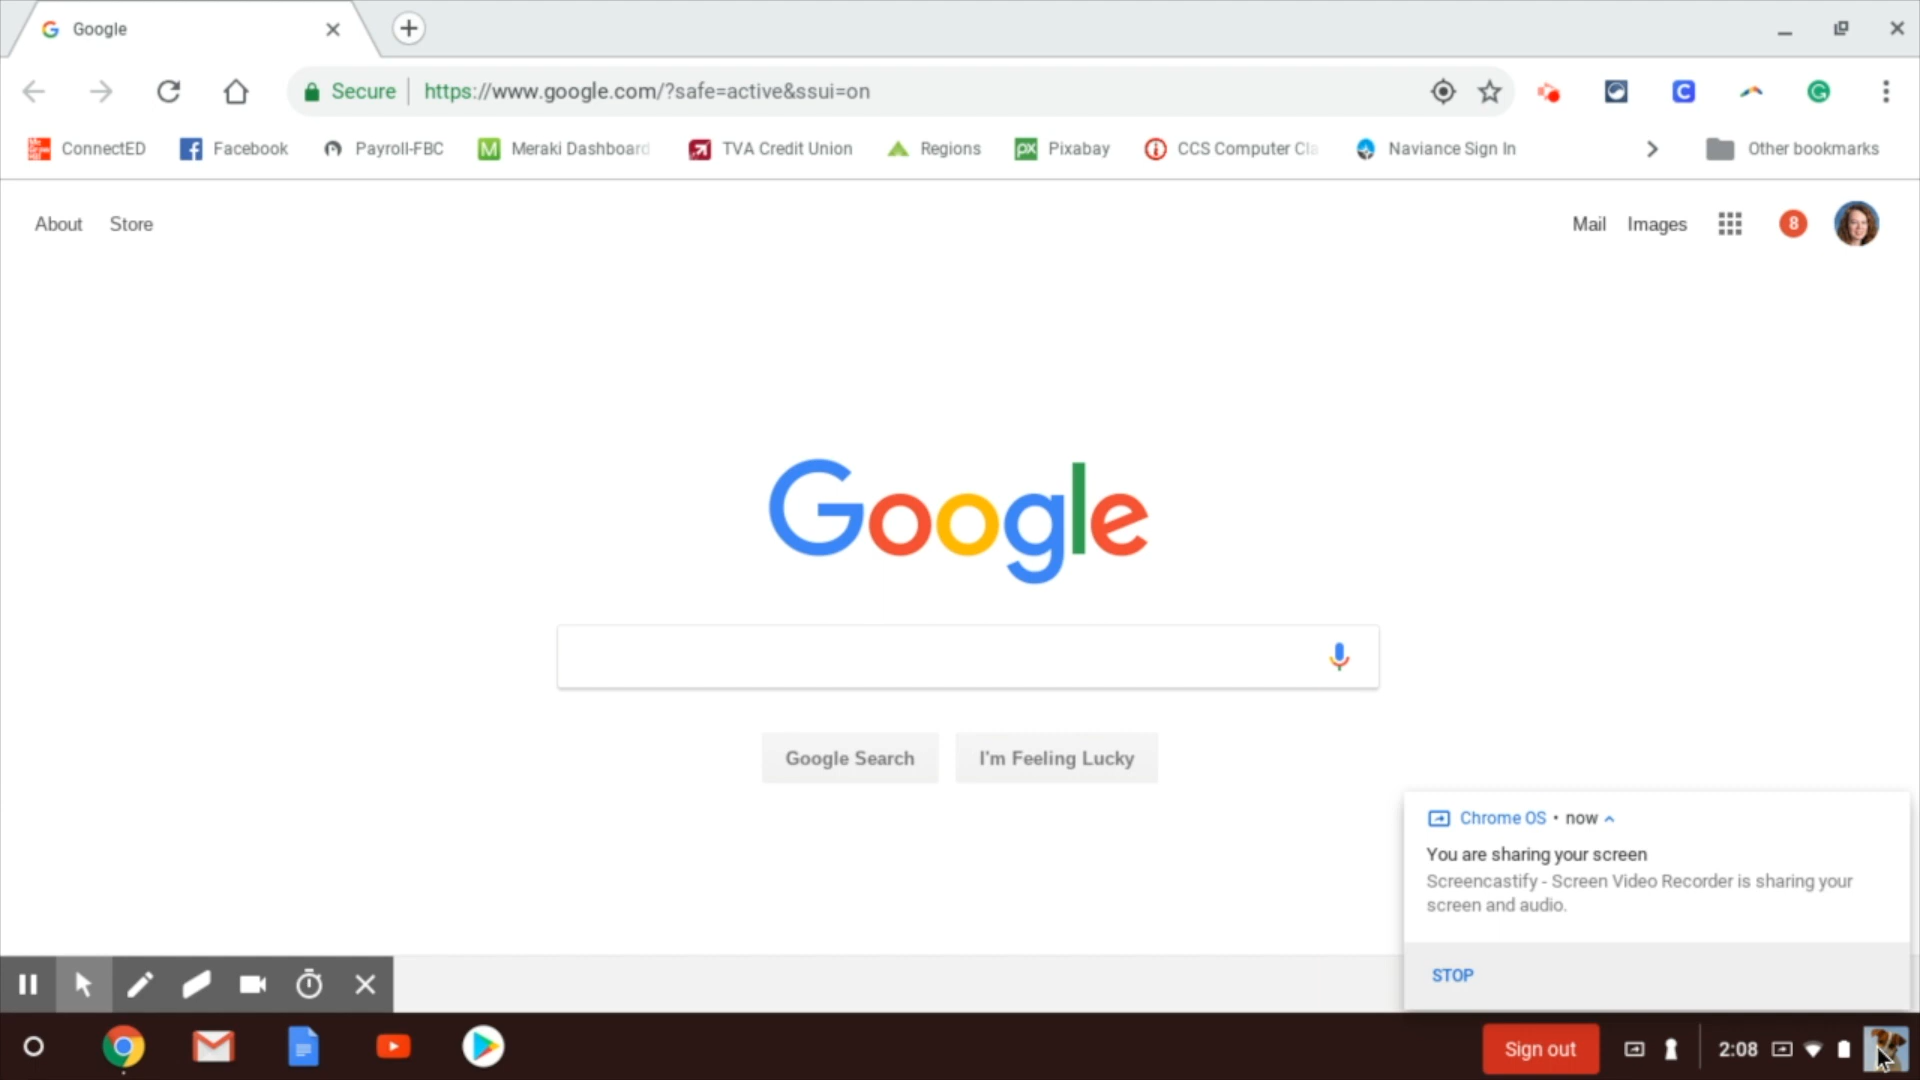 Google
Secure https://www.google.com/?safe=active&ssui=on
ConnectED Facebook Payroll-FBC Meraki Dashboard TVA Credit Union Regions Pixabay CCS Computer Cla Naviance Sign In Other bookmarks
About Store Mail Images 8
Google
Google Search I'm Feeling Lucky
Chrome OS • now
You are sharing your screen
Screencastify - Screen Video Recorder is sharing your
screen and audio.
STOP
Sign out 2:08